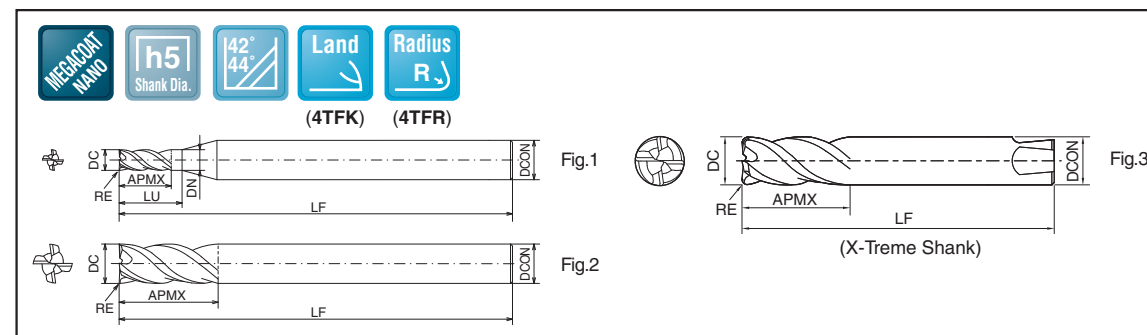 MEGACOAT
NANO
h5
Shank Dia.
42°
44°
Land
Radius
R
(4TFK)
(4TFR)
DC
RE
APMX
LU
DN
LF
DCON
Fig.1
DC
RE
APMX
LF
DCON
Fig.2
DC
RE
APMX
LF
DCON
Fig.3
(X-Treme Shank)